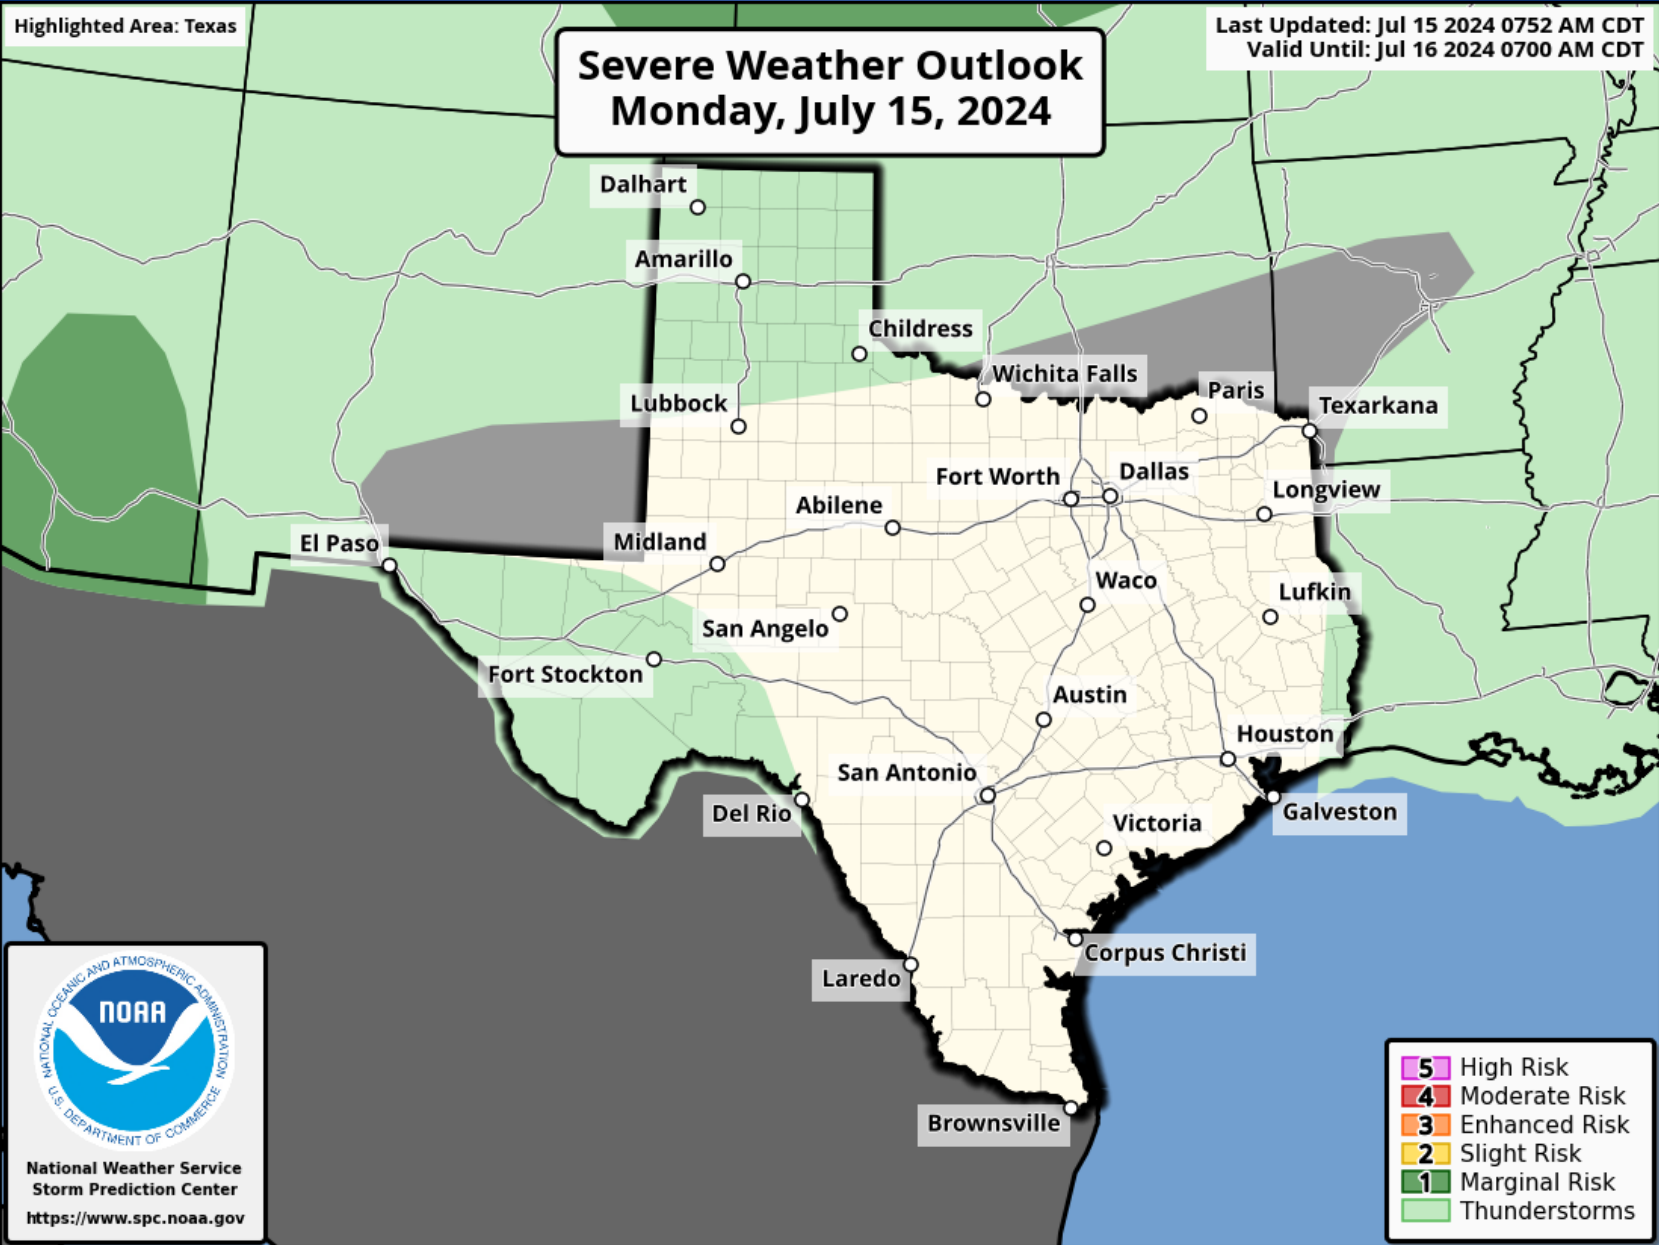 Highlighted Area: Texas
Severe Weather Outlook
Monday, July 15, 2024
Last Updated: Jul 15 2024 0752 AM CDT
Valid Until: Jul 16 2024 0700 AM CDT
Dalhart
Amarillo
Childress
Wichita Falls
Paris
Lubbock
Texarkana
Dallas
Fort Worth
Longview
Abilene
El Paso
Midland
Waco
Lufkin
San Angelo
Fort Stockton
Austin
Houston
San Antonio
Del Rio
Galveston
Victoria
Corpus Christi
Laredo
Brownsville
NATIONAL OCEANIC AND ATMOSPHERIC ADMINISTRATION
NOAA
U.S. DEPARTMENT OF COMMERCE
National Weather Service
Storm Prediction Center
https://www.spc.noaa.gov
5 High Risk
4 Moderate Risk
3 Enhanced Risk
2 Slight Risk
1 Marginal Risk
Thunderstorms